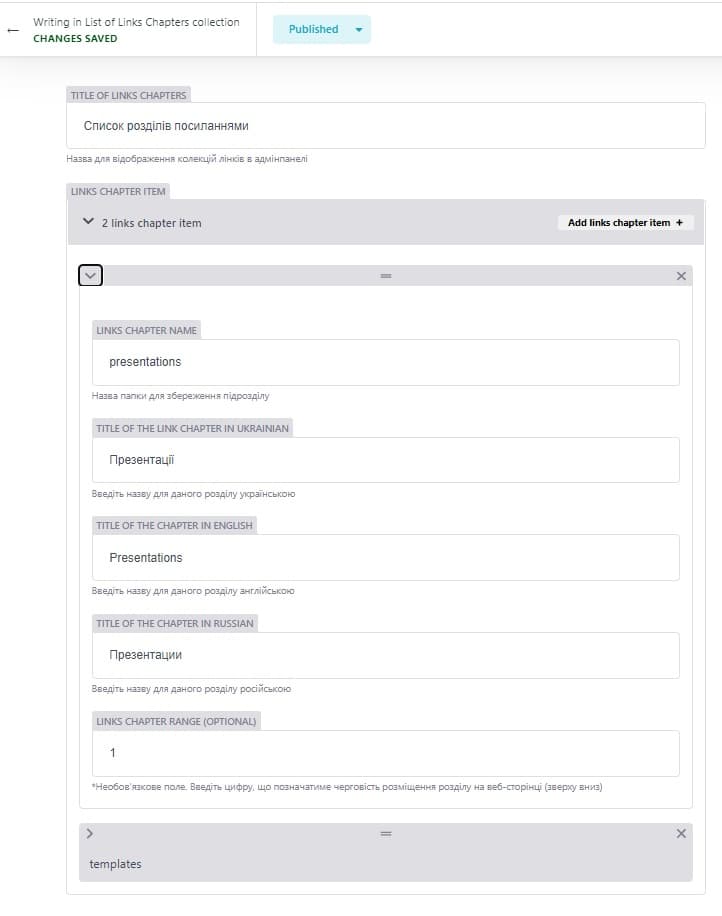 Writing in List of Links Chapters collection
CHANGES SAVED
Published
TITLE OF LINKS CHAPTERS
Список розділів посиланнями
Назва для відображення колекцій лінків в адмінпанелі
LINKS CHAPTER ITEM
2 links chapter item
Add links chapter item +
LINKS CHAPTER NAME
presentations
Назва папки для збереження підрозділу
TITLE OF THE LINK CHAPTER IN UKRAINIAN
Презентації
Введіть назву для даного розділу українською
TITLE OF THE CHAPTER IN ENGLISH
Presentations
Введіть назву для даного розділу англійською
TITLE OF THE CHAPTER IN RUSSIAN
Презентации
Введіть назву для даного розділу російською
LINKS CHAPTER RANGE (OPTIONAL)
1
*Необов'язкове поле. Введіть цифру, що позначатиме черговість розміщення розділу на веб-сторінці (зверху вниз)
templates